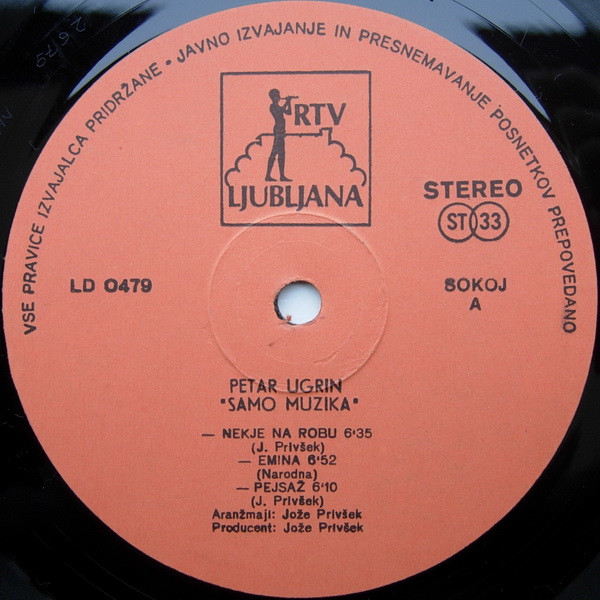 VSE PRAVICE IZVAJALCA PRIDRŽANE • JAVNO IZVAJANJE IN PRESNEMAVANJE POSNETKOV PREPOVEDANO
RTV
LJUBLJANA
STEREO
ST 33
LD 0479
SOKOJ
A
PETAR UGRIN
"SAMO MUZIKA"
— NEKJE NA ROBU 6'35
(J. Privšek)
— EMINA 6'52
(Narodna)
— PEJSAŽ 6'10
(J. Privšek)
Aranžmaji: Jože Privšek
Producent: Jože Privšek